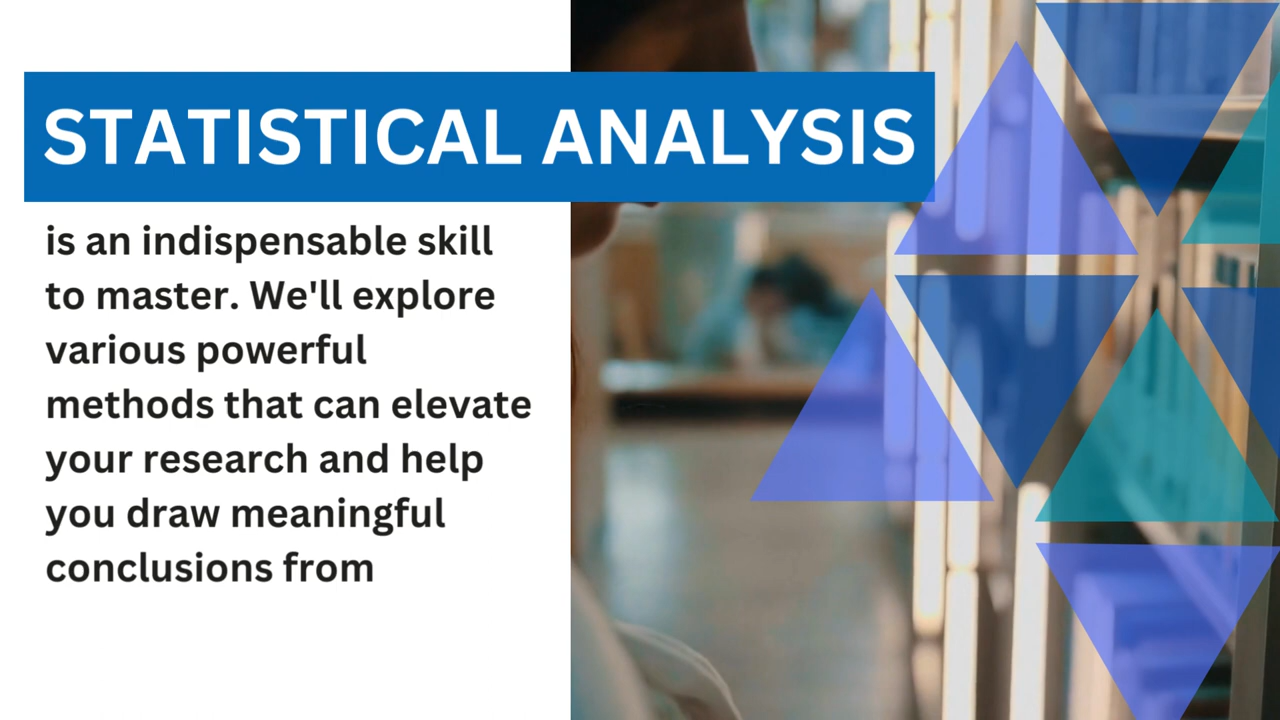 STATISTICAL ANALYSIS
is an indispensable skill
to master. We'll explore
various powerful
methods that can elevate
your research and help
you draw meaningful
conclusions from